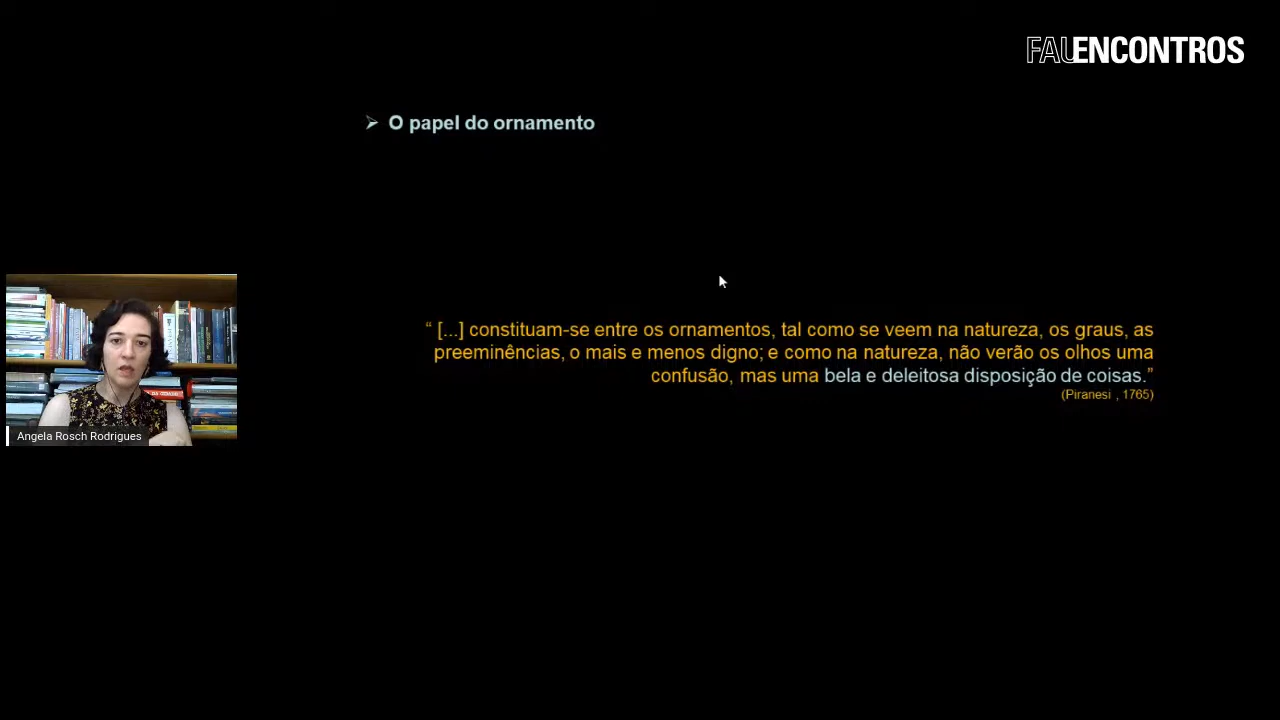 FAUENCONTROS
➢ O papel do ornamento
“ [...] constituam-se entre os ornamentos, tal como se veem na natureza, os graus, as
preeminências, o mais e menos digno; e como na natureza, não verão os olhos uma
confusão, mas uma bela e deleitosa disposição de coisas.”
(Piranesi , 1765)
DA CIDADE
Angela Rosch Rodrigues